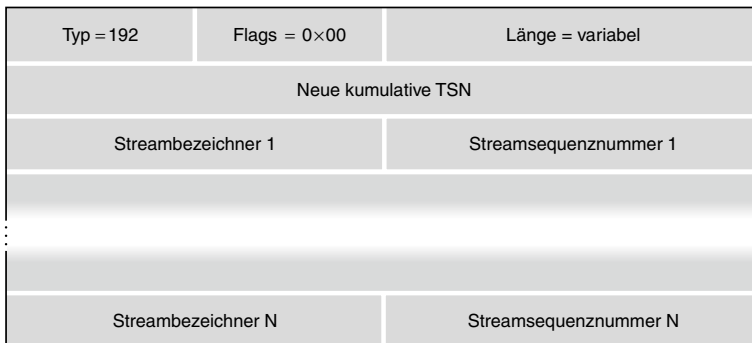 Typ = 192
Flags = 0×00
Länge = variabel
Neue kumulative TSN
Streambezeichner 1
Streamsequenznummer 1
Streambezeichner N
Streamsequenznummer N